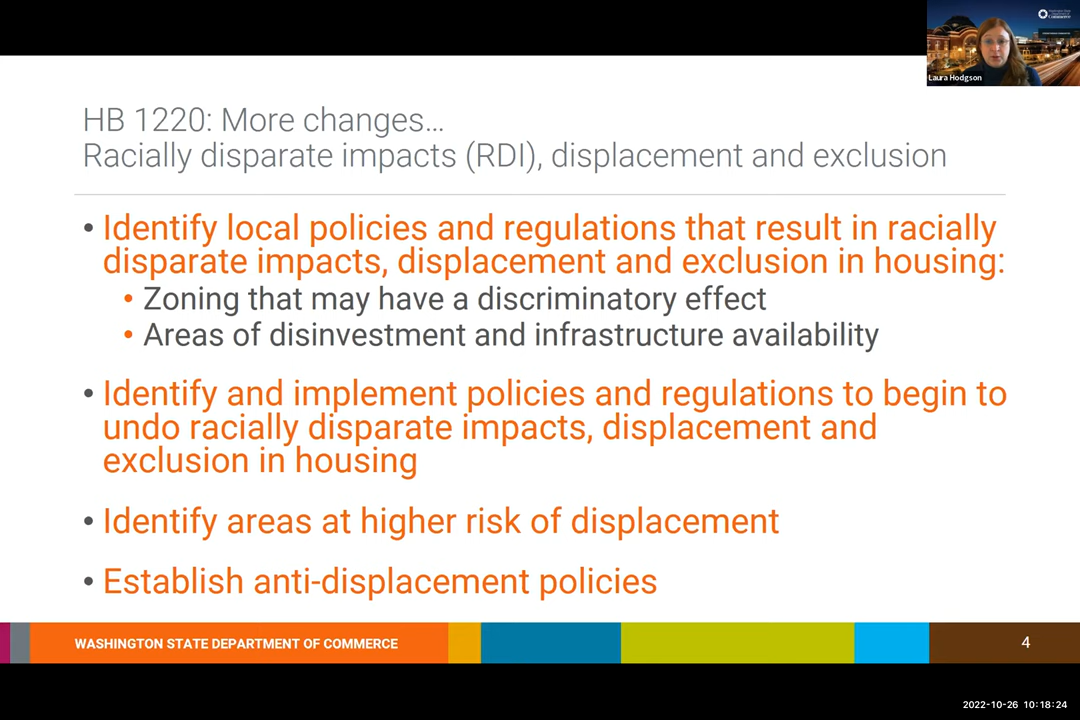 Commerce
Laura Hodgson
HB 1220: More changes…
Racially disparate impacts (RDI), displacement and exclusion
• Identify local policies and regulations that result in racially
disparate impacts, displacement and exclusion in housing:
• Zoning that may have a discriminatory effect
• Areas of disinvestment and infrastructure availability
• Identify and implement policies and regulations to begin to
undo racially disparate impacts, displacement and
exclusion in housing
• Identify areas at higher risk of displacement
• Establish anti-displacement policies
WASHINGTON STATE DEPARTMENT OF COMMERCE
4
2022-10-26 10:18:24